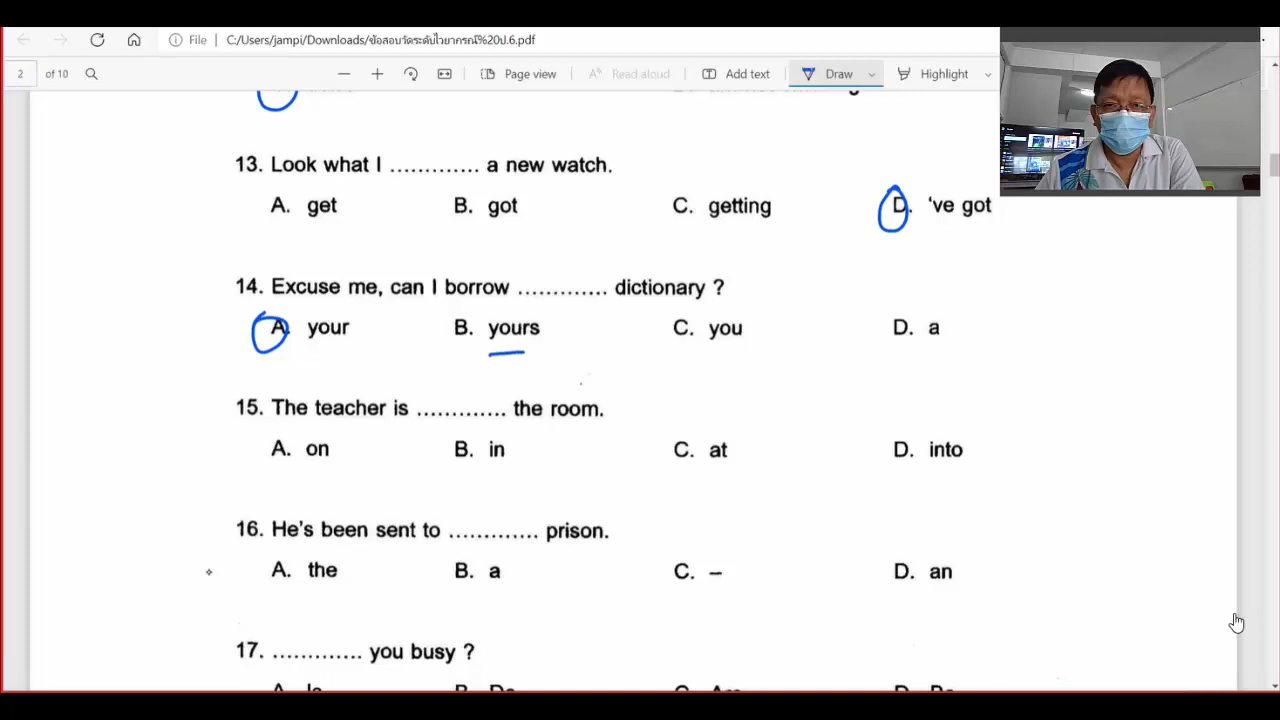 File
C:/Users/jampi/Downloads/ข้อสอบวัดระดับไวยากรณ์%20ป.6.pdf
2 of 10 Page view Read aloud Add text Draw Highlight
13. Look what I ............. a new watch.
A. get B. got C. getting D. 've got
14. Excuse me, can I borrow ............. dictionary ?
A. your B. yours C. you D. a
15. The teacher is ............. the room.
A. on B. in C. at D. into
16. He's been sent to ............. prison.
A. the B. a C. – D. an
17. ............. you busy ?